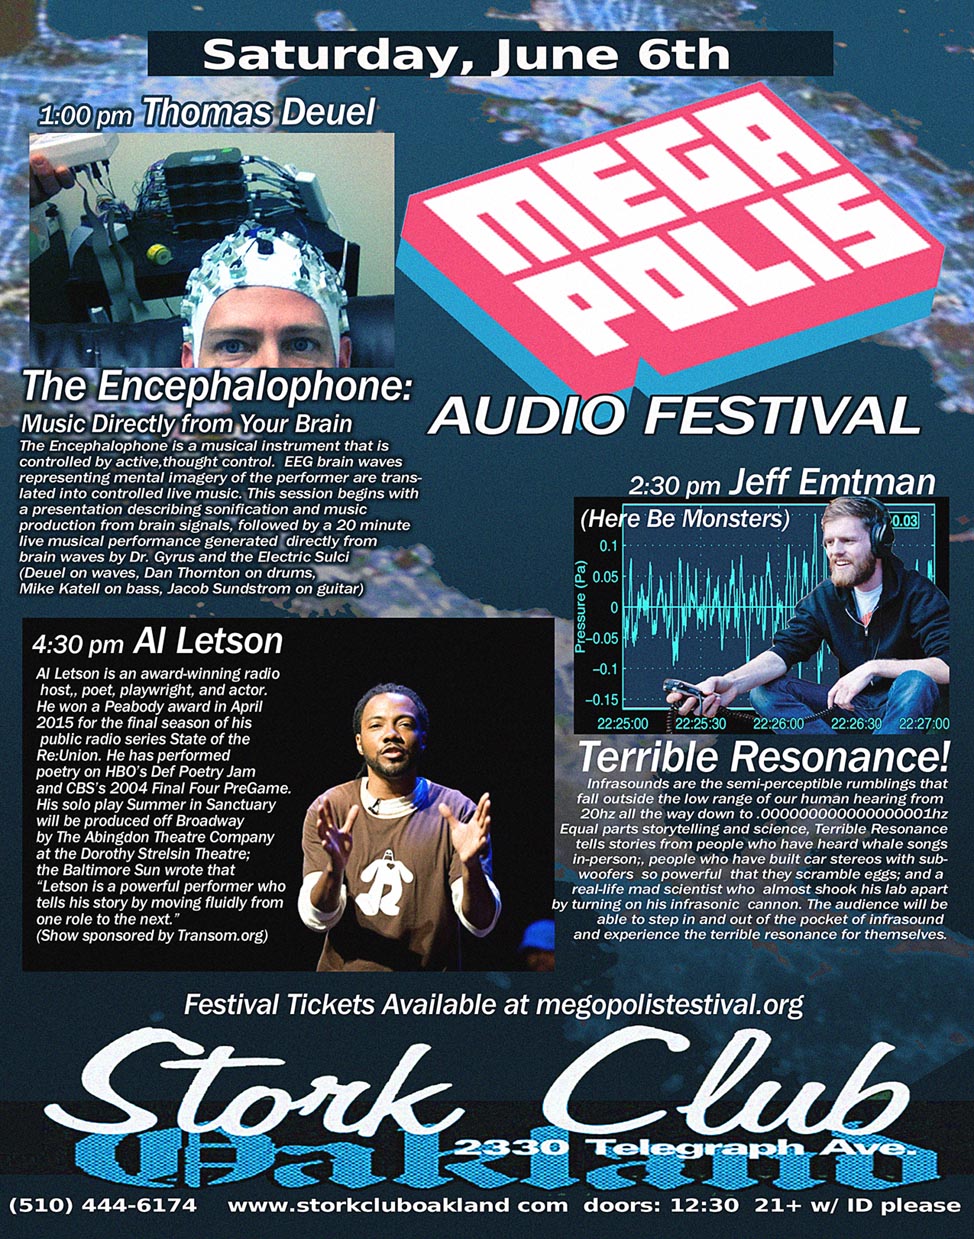 Saturday, June 6th
1:00 pm Thomas Deuel
MEGA
POLIS
AUDIO FESTIVAL
The Encephalophone:
Music Directly from Your Brain
The Encephalophone is a musical instrument that is
controlled by active,thought control. EEG brain waves
representing mental imagery of the performer are trans-
lated into controlled live music. This session begins with
a presentation describing sonification and music
production from brain signals, followed by a 20 minute
live musical performance generated directly from
brain waves by Dr. Gyrus and the Electric Sulci
(Deuel on waves, Dan Thornton on drums,
Mike Katell on bass, Jacob Sundstrom on guitar)
2:30 pm Jeff Emtman
(Here Be Monsters)
0.03
Pressure (Pa)
0.1
0.05
0
−0.05
−0.1
−0.15
22:25:00 22:25:30 22:26:00 22:26:30 22:27:00
Terrible Resonance!
Infrasounds are the semi-perceptible rumblings that
fall outside the low range of our human hearing from
20hz all the way down to .000000000000000001hz
Equal parts storytelling and science, Terrible Resonance
tells stories from people who have heard whale songs
in-person;, people who have built car stereos with sub-
woofers so powerful that they scramble eggs; and a
real-life mad scientist who almost shook his lab apart
by turning on his infrasonic cannon. The audience will be
able to step in and out of the pocket of infrasound
and experience the terrible resonance for themselves.
4:30 pm Al Letson
Al Letson is an award-winning radio
host,, poet, playwright, and actor.
He won a Peabody award in April
2015 for the final season of his
public radio series State of the
Re:Union. He has performed
poetry on HBO's Def Poetry Jam
and CBS's 2004 Final Four PreGame.
His solo play Summer in Sanctuary
will be produced off Broadway
by The Abingdon Theatre Company
at the Dorothy Strelsin Theatre;
the Baltimore Sun wrote that
“Letson is a powerful performer who
tells his story by moving fluidly from
one role to the next.”
(Show sponsored by Transom.org)
Festival Tickets Available at megopolistestival.org
Stork Club
Oakland
2330 Telegraph Ave.
(510) 444-6174 www.storkcluboakland com doors: 12:30 21+ w/ ID please